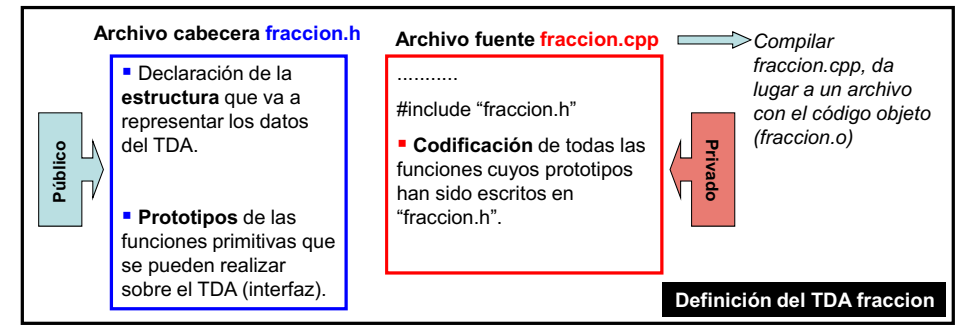 Archivo cabecera fraccion.h
Público
▪ Declaración de la
estructura que va a
representar los datos
del TDA.
▪ Prototipos de las
funciones primitivas que
se pueden realizar
sobre el TDA (interfaz).
Archivo fuente fraccion.cpp
...........
#include “fraccion.h”
▪ Codificación de todas las
funciones cuyos prototipos
han sido escritos en
“fraccion.h”.
Privado
Compilar
fraccion.cpp, da
lugar a un archivo
con el código objeto
(fraccion.o)
Definición del TDA fraccion